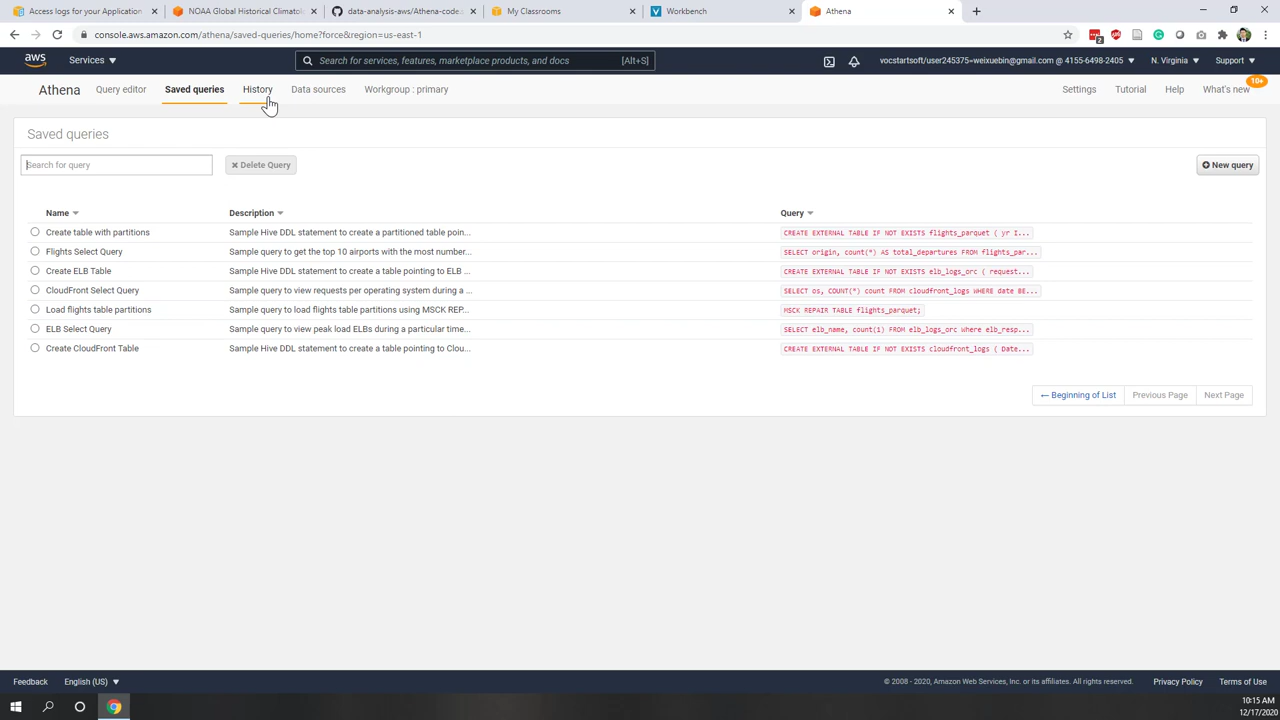 Access logs for your Application
NOAA Global Historical Climatol
data-analysis-aws/Athena-code.s
My Classrooms
Workbench
Athena
console.aws.amazon.com/athena/saved-queries/home?force&region=us-east-1
2
aws
Services
Search for services, features, marketplace products, and docs
[Alt+S]
vocstartsoft/user245375=weixuebin@gmail.com @ 4155-6498-2405
N. Virginia
Support
Athena
Query editor
Saved queries
History
Data sources
Workgroup : primary
Settings
Tutorial
Help
What's new
10+
Saved queries
Search for query
Delete Query
New query
Name
Description
Query
Create table with partitions
Sample Hive DDL statement to create a partitioned table poin...
CREATE EXTERNAL TABLE IF NOT EXISTS flights_parquet ( yr I...
Flights Select Query
Sample query to get the top 10 airports with the most number...
SELECT origin, count(*) AS total_departures FROM flights_par...
Create ELB Table
Sample Hive DDL statement to create a table pointing to ELB ...
CREATE EXTERNAL TABLE IF NOT EXISTS elb_logs_orc ( request...
CloudFront Select Query
Sample query to view requests per operating system during a ...
SELECT os, COUNT(*) count FROM cloudfront_logs WHERE date BE...
Load flights table partitions
Sample query to load flights table partitions using MSCK REP...
MSCK REPAIR TABLE flights_parquet;
ELB Select Query
Sample query to view peak load ELBs during a particular time...
SELECT elb_name, count(1) FROM elb_logs_orc Where elb_resp...
Create CloudFront Table
Sample Hive DDL statement to create a table pointing to Clou...
CREATE EXTERNAL TABLE IF NOT EXISTS cloudfront_logs ( Date...
← Beginning of List
Previous Page
Next Page
Feedback
English (US)
© 2008 - 2020, Amazon Web Services, Inc. or its affiliates. All rights reserved.
Privacy Policy
Terms of Use
10:15 AM
12/17/2020